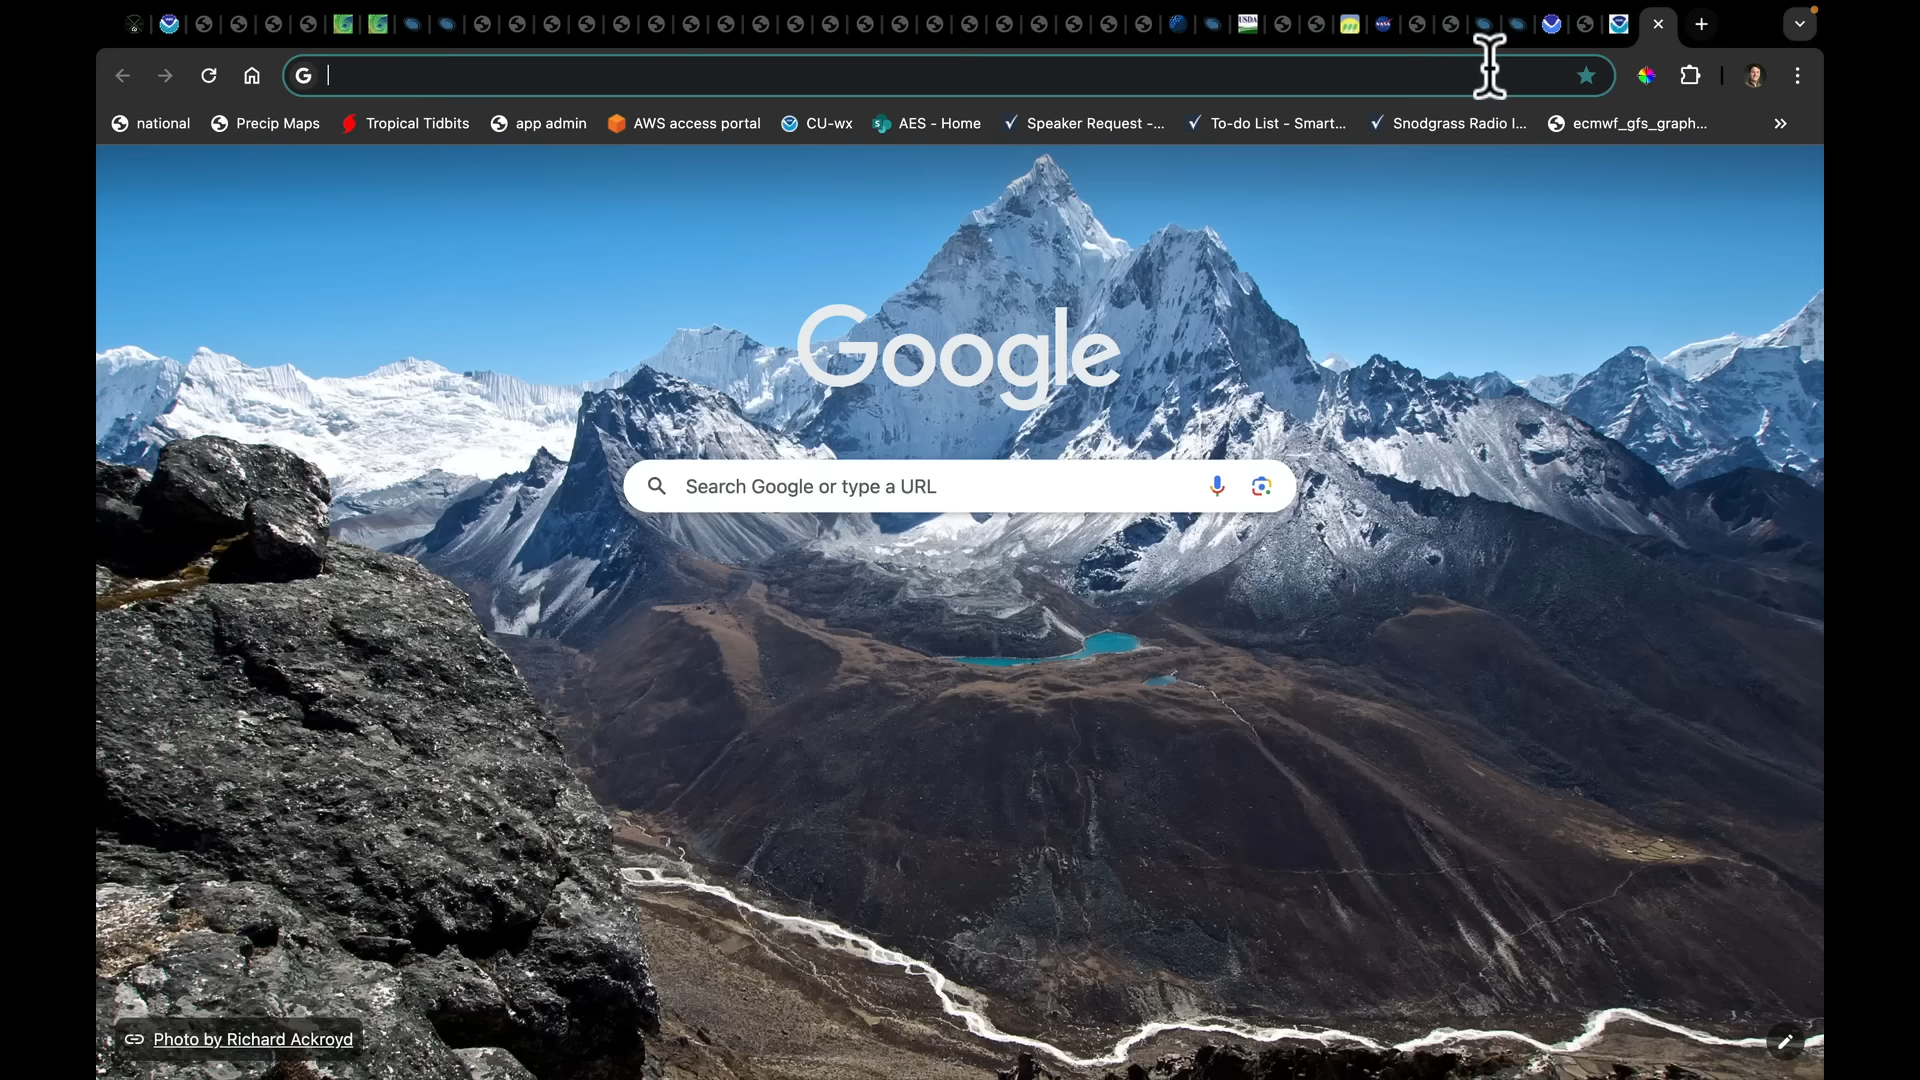 G
national Precip Maps Tropical Tidbits app admin AWS access portal CU-wx AES - Home Speaker Request -... To-do List - Smart... Snodgrass Radio I... ecmwf_gfs_graph...
Google
Search Google or type a URL
Photo by Richard Ackroyd